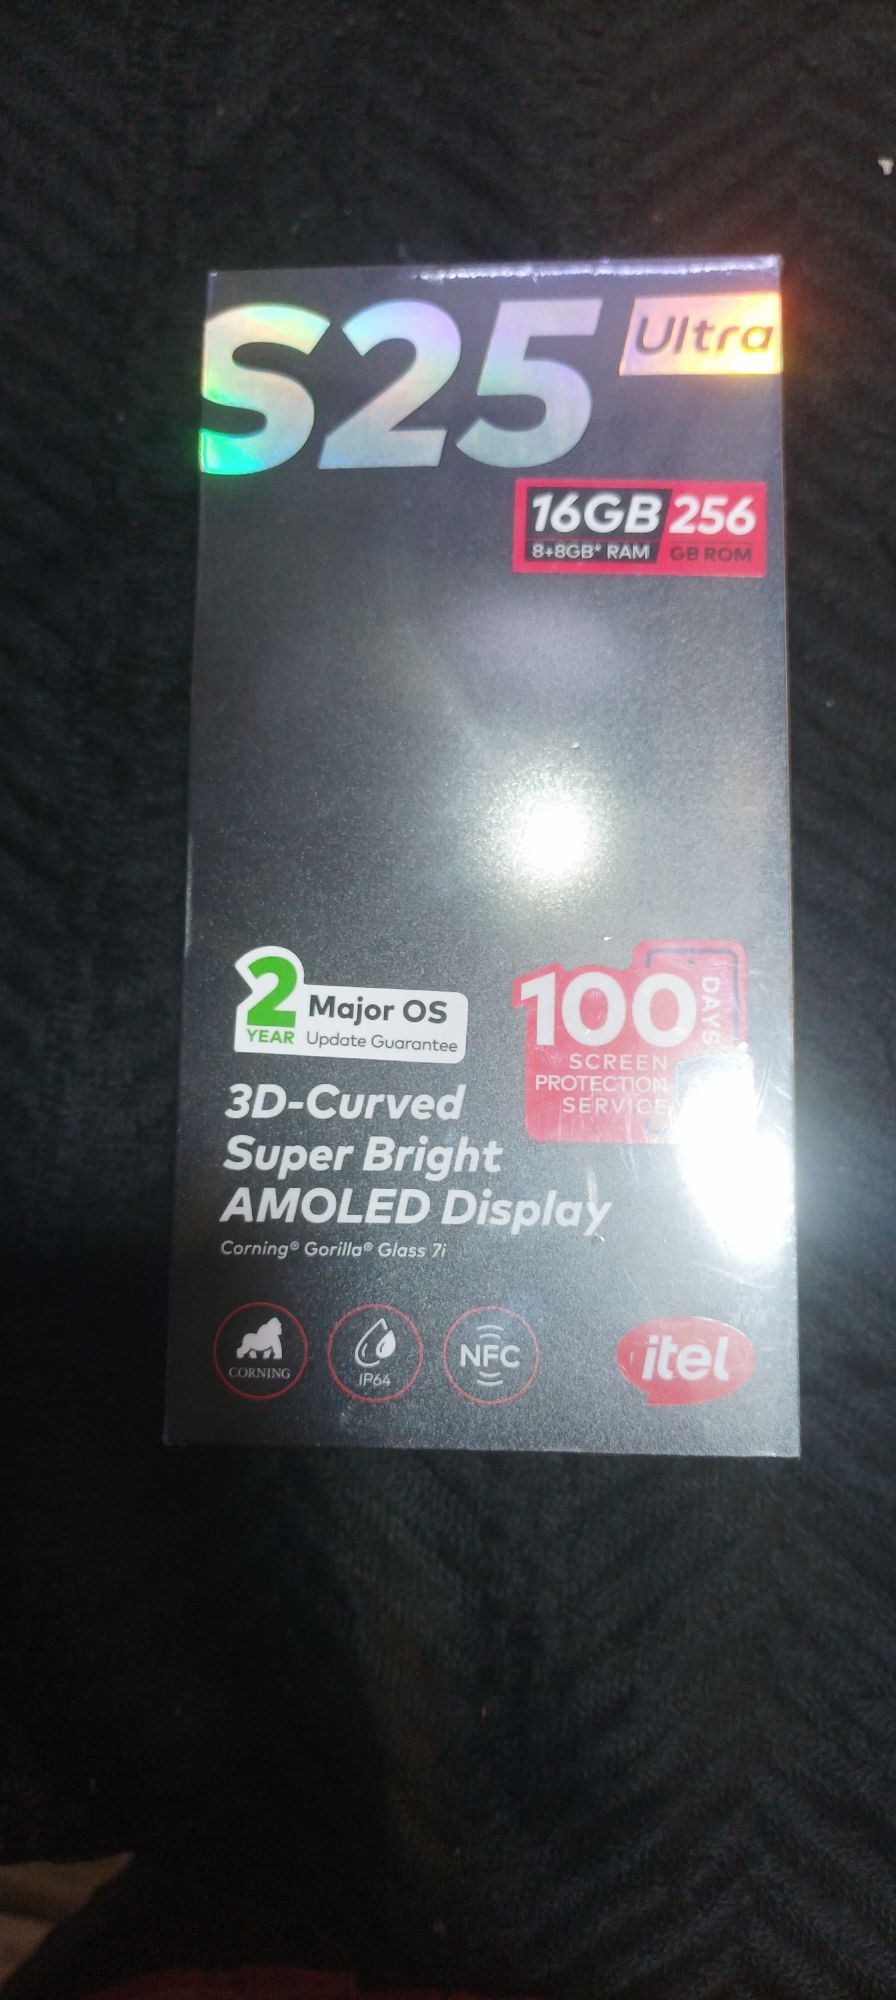 S25 Ultra
16GB 256
8+8GB* RAM GB ROM
2 YEAR
Major OS
Update Guarantee
100 DAYS
SCREEN
PROTECTION
SERVICE
3D-Curved
Super Bright
AMOLED Display
Corning® Gorilla® Glass 7i
CORNING
IP64
NFC
itel